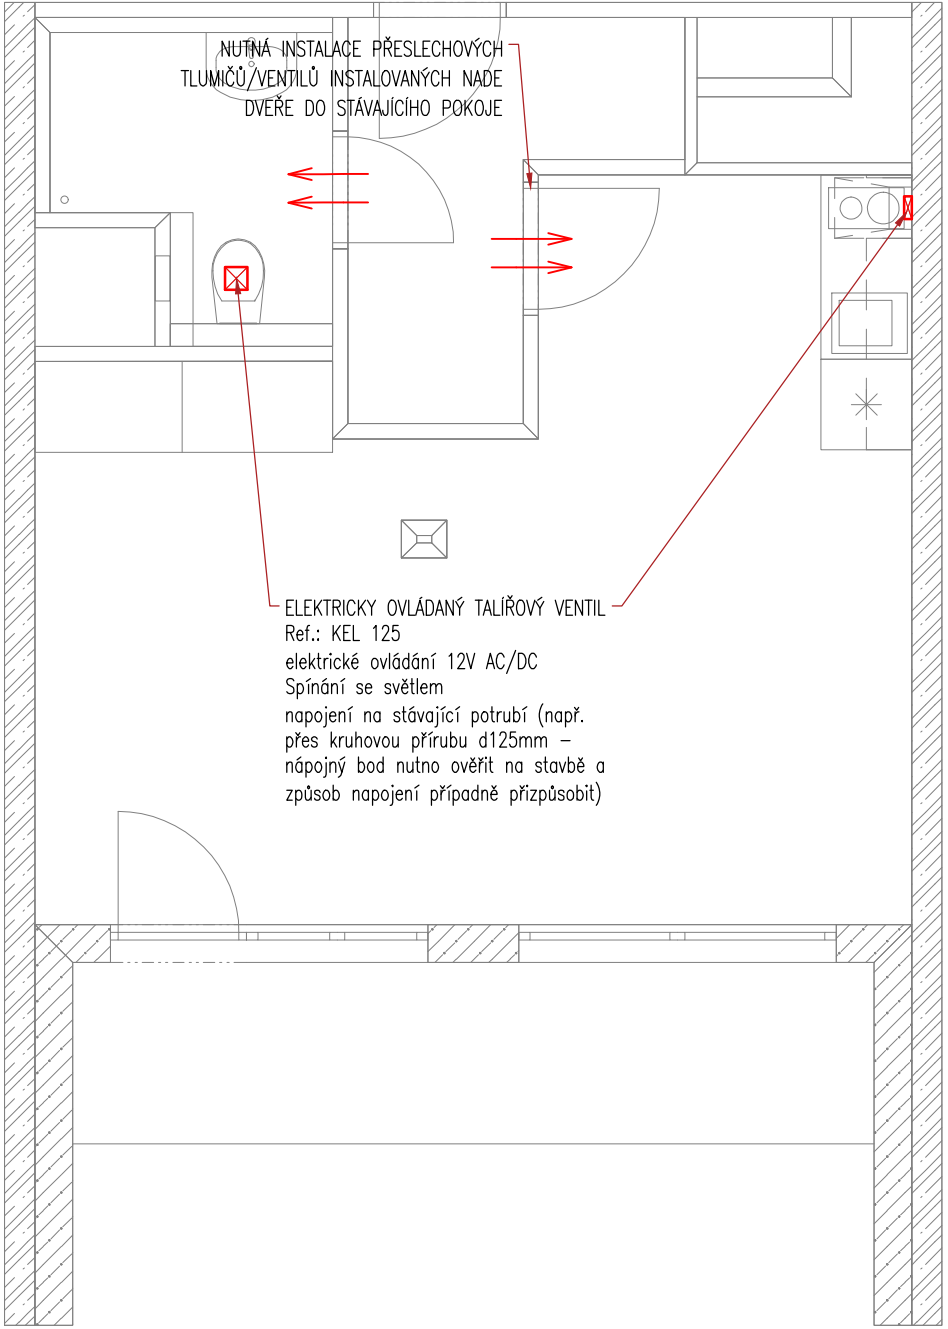 NUTNÁ INSTALACE PŘESLECHOVÝCH
TLUMIČŮ/VENTILŮ INSTALOVANÝCH NADE
DVEŘE DO STÁVAJÍCÍHO POKOJE
ELEKTRICKY OVLÁDANÝ TALÍŘOVÝ VENTIL
Ref.: KEL 125
elektrické ovládání 12V AC/DC
Spínání se světlem
napojení na stávající potrubí (např.
přes kruhovou přírubu d125mm –
nápojný bod nutno ověřit na stavbě a
způsob napojení případně přizpůsobit)